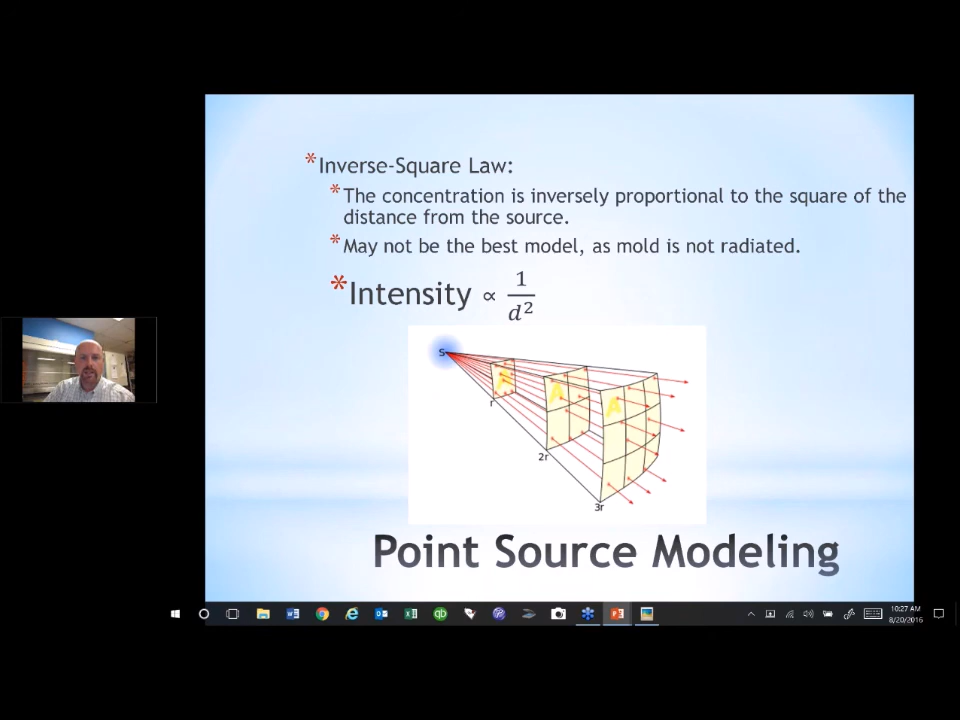 *Inverse-Square Law:
*The concentration is inversely proportional to the square of the
distance from the source.
*May not be the best model, as mold is not radiated.
*Intensity ∝ 1/d²
S
A
A
A
r
2r
3r
Point Source Modeling
10:27 AM
8/20/2016